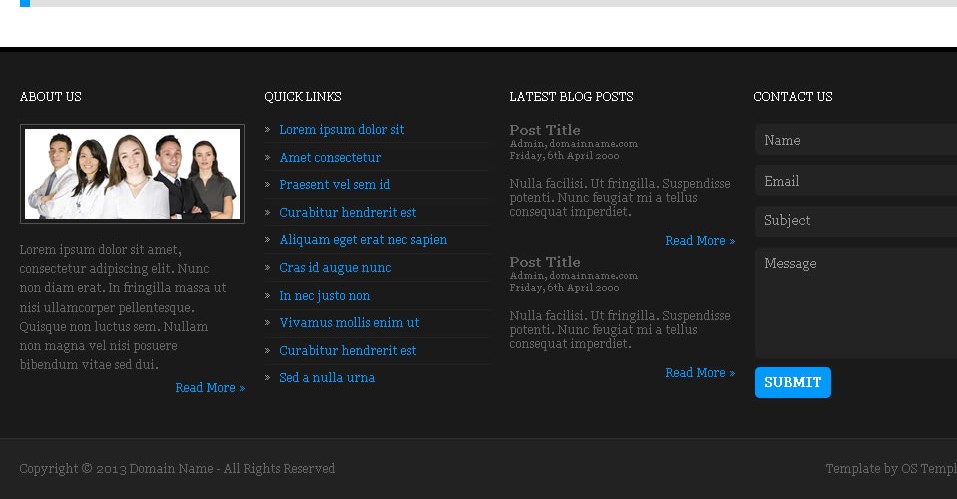 ABOUT US
Lorem ipsum dolor sit amet,
consectetur adipiscing elit. Nunc
non diam erat. In fringilla massa ut
nisi ullamcorper pellentesque.
Quisque non luctus sem. Nullam
non magna vel nisi posuere
bibendum vitae sed dui.
Read More »
QUICK LINKS
» Lorem ipsum dolor sit
» Amet consectetur
» Praesent vel sem id
» Curabitur hendrerit est
» Aliquam eget erat nec sapien
» Cras id augue nunc
» In nec justo non
» Vivamus mollis enim ut
» Curabitur hendrerit est
» Sed a nulla urna
LATEST BLOG POSTS
Post Title
Admin, domainname.com
Friday, 6th April 2000
Nulla facilisi. Ut fringilla. Suspendisse
potenti. Nunc feugiat mi a tellus
consequat imperdiet.
Read More »
Post Title
Admin, domainname.com
Friday, 6th April 2000
Nulla facilisi. Ut fringilla. Suspendisse
potenti. Nunc feugiat mi a tellus
consequat imperdiet.
Read More »
CONTACT US
Name
Email
Subject
Message
SUBMIT
Copyright © 2013 Domain Name - All Rights Reserved
Template by OS Templ